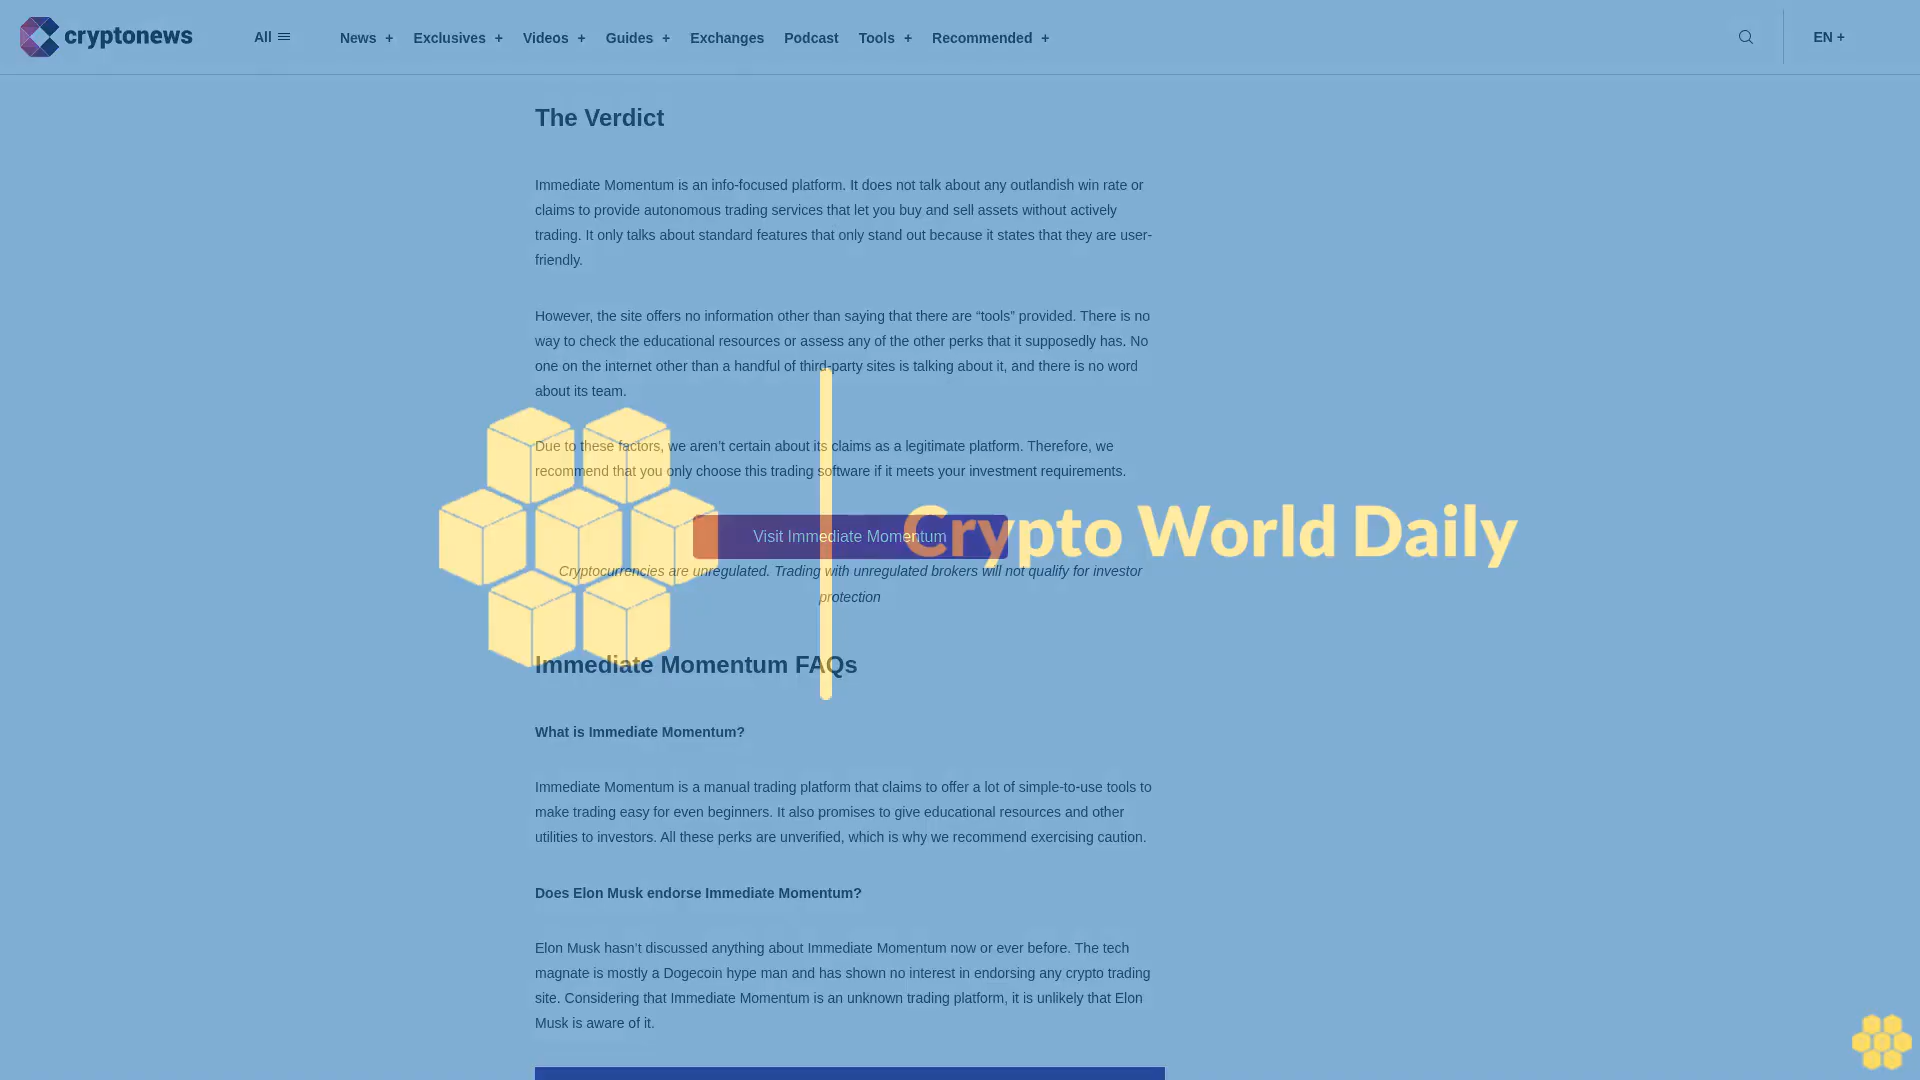 cryptonews
All
News +
Exclusives +
Videos +
Guides +
Exchanges
Podcast
Tools +
Recommended +
EN +
The Verdict
Immediate Momentum is an info-focused platform. It does not talk about any outlandish win rate or
claims to provide autonomous trading services that let you buy and sell assets without actively
trading. It only talks about standard features that only stand out because it states that they are user-
friendly.
However, the site offers no information other than saying that there are “tools” provided. There is no
way to check the educational resources or assess any of the other perks that it supposedly has. No
one on the internet other than a handful of third-party sites is talking about it, and there is no word
about its team.
Due to these factors, we aren’t certain about its claims as a legitimate platform. Therefore, we
recommend that you only choose this trading software if it meets your investment requirements.
Visit Immediate Momentum
Crypto World Daily
Cryptocurrencies are unregulated. Trading with unregulated brokers will not qualify for investor
protection
Immediate Momentum FAQs
What is Immediate Momentum?
Immediate Momentum is a manual trading platform that claims to offer a lot of simple-to-use tools to
make trading easy for even beginners. It also promises to give educational resources and other
utilities to investors. All these perks are unverified, which is why we recommend exercising caution.
Does Elon Musk endorse Immediate Momentum?
Elon Musk hasn’t discussed anything about Immediate Momentum now or ever before. The tech
magnate is mostly a Dogecoin hype man and has shown no interest in endorsing any crypto trading
site. Considering that Immediate Momentum is an unknown trading platform, it is unlikely that Elon
Musk is aware of it.